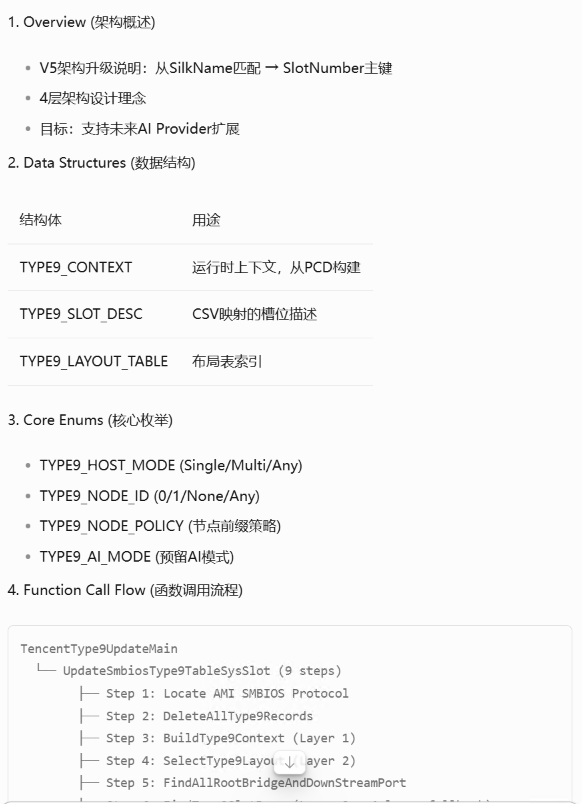 1. Overview (架构概述)
V5架构升级说明：从SilkName匹配 → SlotNumber主键
4层架构设计理念
目标：支持未来AI Provider扩展
2. Data Structures (数据结构)
结构体 用途
TYPE9_CONTEXT 运行时上下文，从PCD构建
TYPE9_SLOT_DESC CSV映射的槽位描述
TYPE9_LAYOUT_TABLE 布局表索引
3. Core Enums (核心枚举)
TYPE9_HOST_MODE (Single/Multi/Any)
TYPE9_NODE_ID (0/1/None/Any)
TYPE9_NODE_POLICY (节点前缀策略)
TYPE9_AI_MODE (预留AI模式)
4. Function Call Flow (函数调用流程)
TencentType9UpdateMain
└── UpdateSmbiosType9TableSysSlot (9 steps)
├── Step 1: Locate AMI SMBIOS Protocol
├── Step 2: DeleteAllType9Records
├── Step 3: BuildType9Context (Layer 1)
├── Step 4: SelectType9Layout (Layer 2)
├── Step 5: FindAllRootBridgeAndDownStreamPort